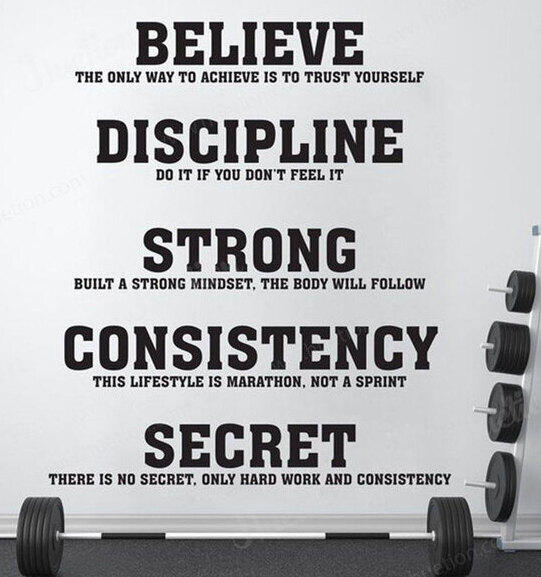 BELIEVE
THE ONLY WAY TO ACHIEVE IS TO TRUST YOURSELF
DISCIPLINE
DO IT IF YOU DON'T FEEL IT
STRONG
BUILT A STRONG MINDSET, THE BODY WILL FOLLOW
CONSISTENCY
THIS LIFESTYLE IS MARATHON, NOT A SPRINT
SECRET
THERE IS NO SECRET, ONLY HARD WORK AND CONSISTENCY